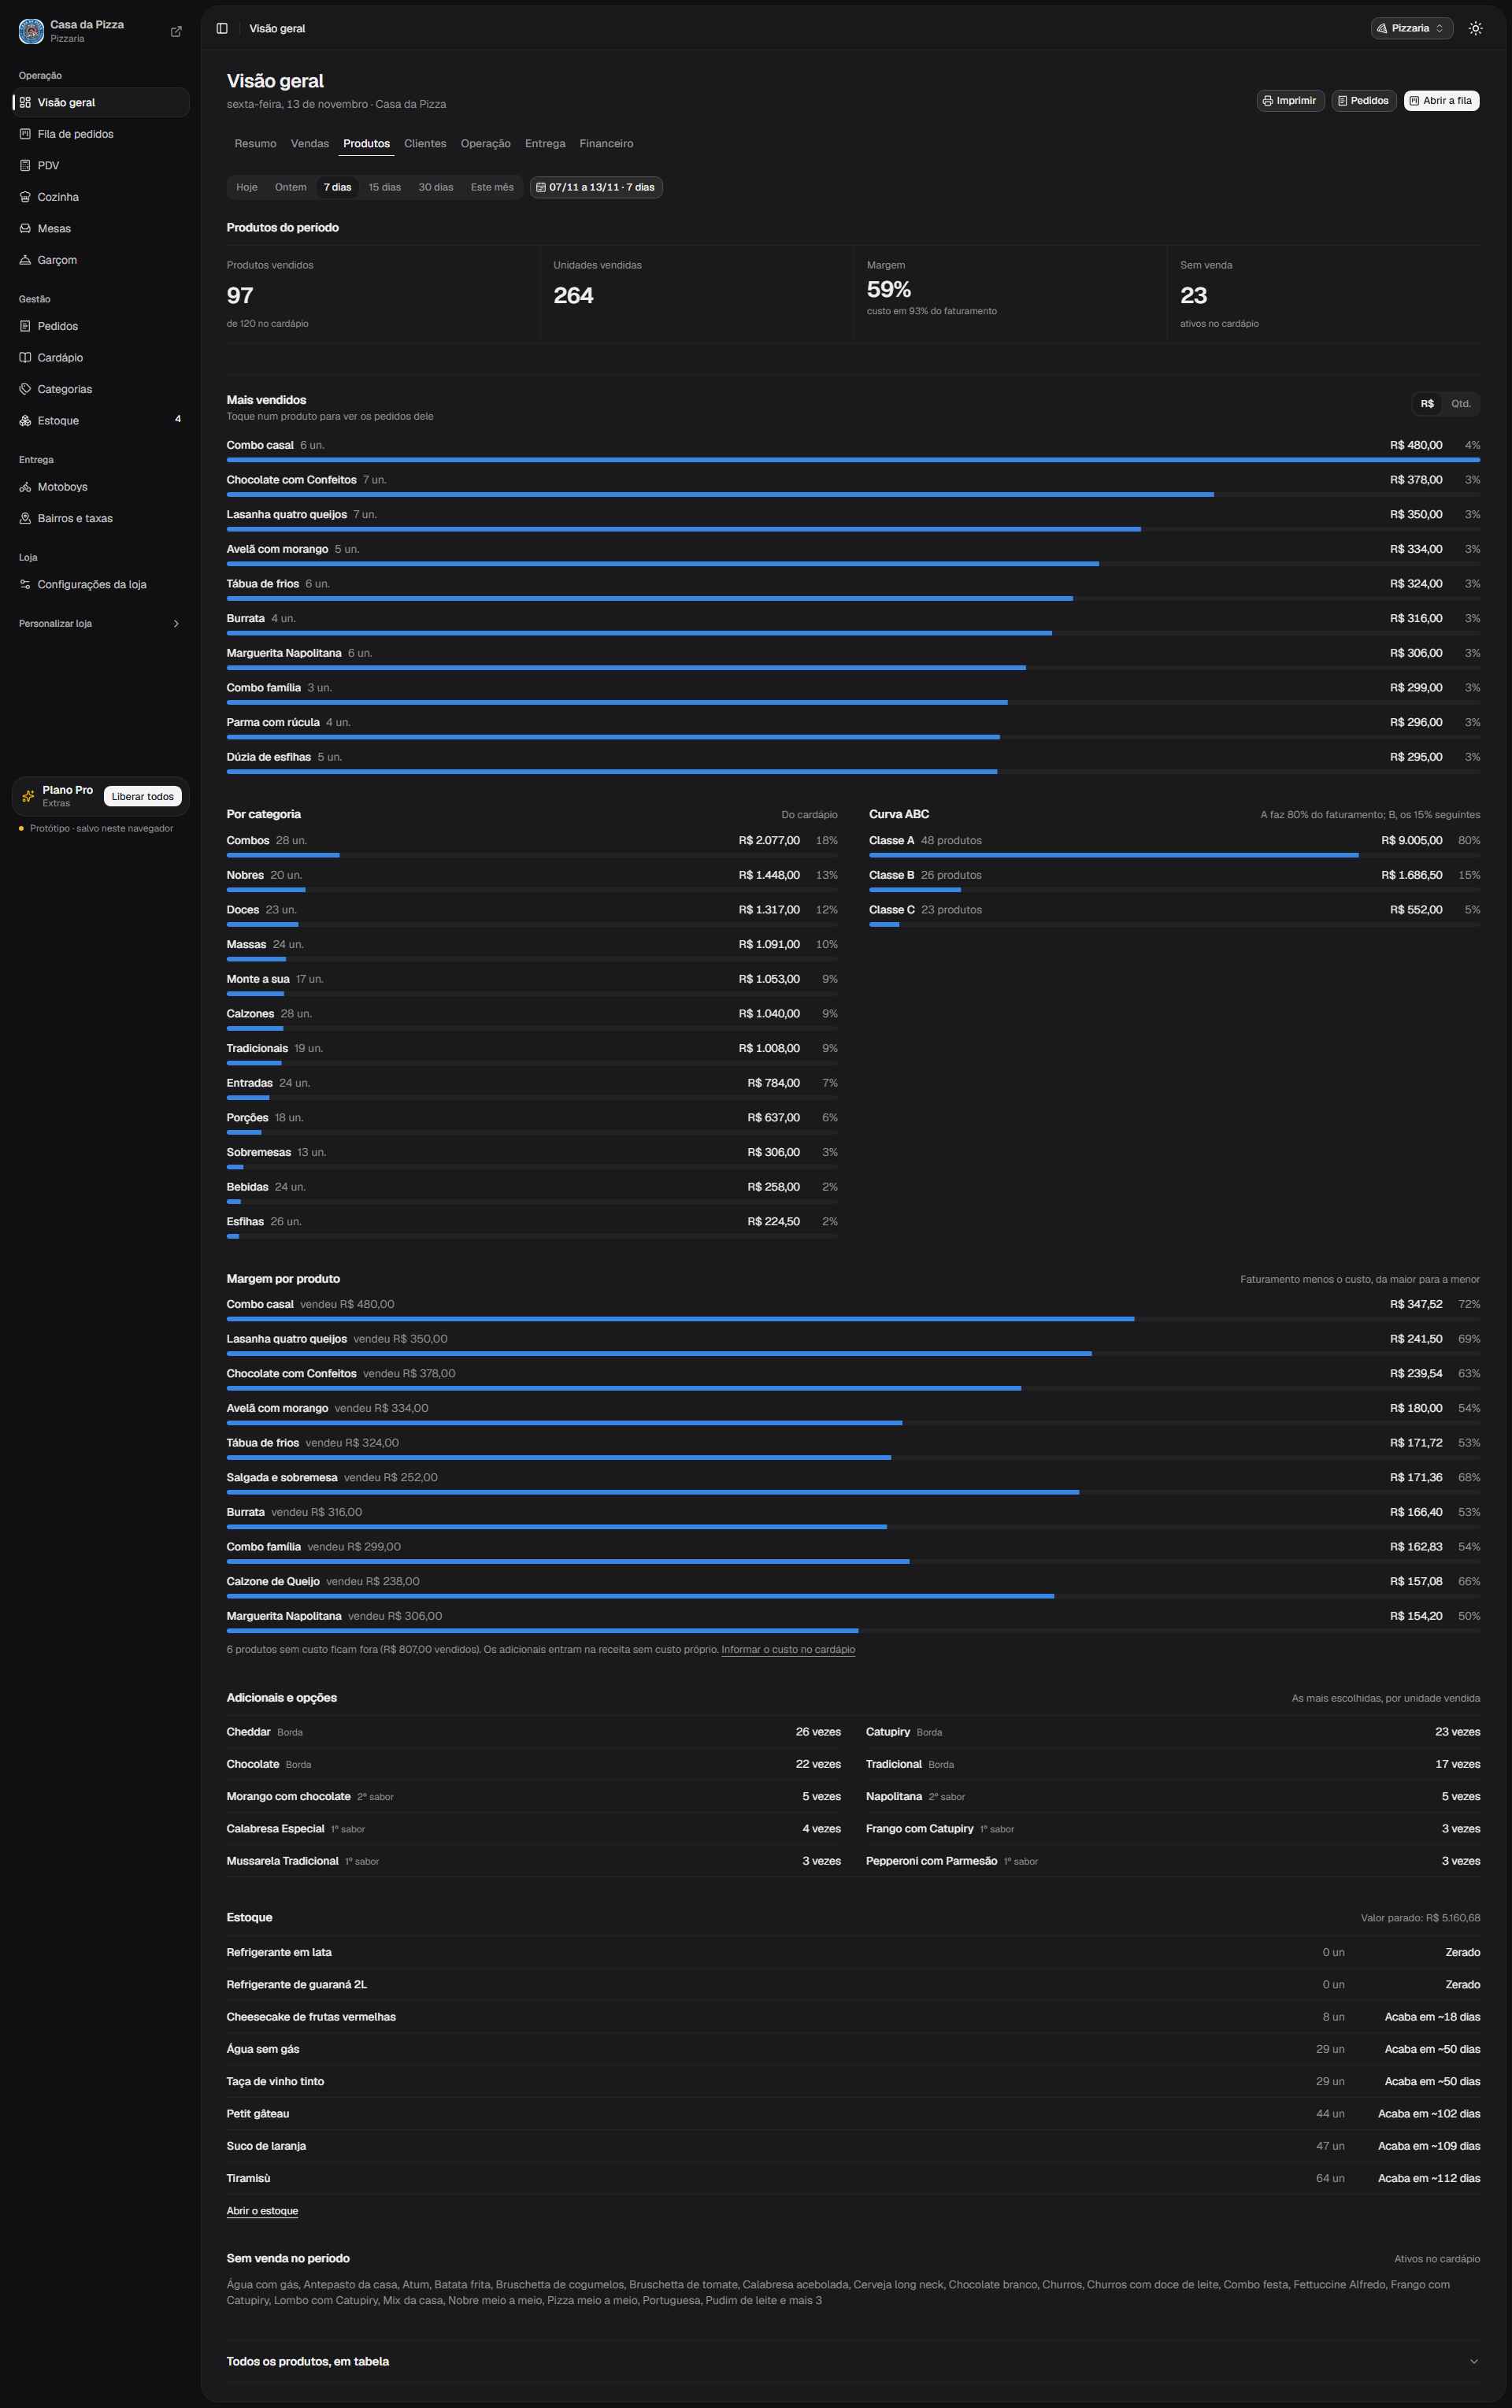 Casa da Pizza
Pizzaria
Operação
Visão geral
Fila de pedidos
PDV
Cozinha
Mesas
Garçom
Gestão
Pedidos
Cardápio
Categorias
Estoque 4
Entrega
Motoboys
Bairros e taxas
Loja
Configurações da loja
Personalizar loja
Plano Pro
Extras
Liberar todos
Protótipo · salvo neste navegador
Visão geral
Pizzaria
Visão geral
sexta-feira, 13 de novembro · Casa da Pizza
Imprimir Pedidos Abrir a fila
Resumo Vendas Produtos Clientes Operação Entrega Financeiro
Hoje Ontem 7 dias 15 dias 30 dias Este mês 07/11 a 13/11 · 7 dias
Produtos do período
Produtos vendidos
97
de 120 no cardápio
Unidades vendidas
264
Margem
59%
custo em 93% do faturamento
Sem venda
23
ativos no cardápio
Mais vendidos
Toque num produto para ver os pedidos dele
R$ Qtd.
Combo casal 6 un. R$ 480,00 4%
Chocolate com Confeitos 7 un. R$ 378,00 3%
Lasanha quatro queijos 7 un. R$ 350,00 3%
Avelã com morango 5 un. R$ 334,00 3%
Tábua de frios 6 un. R$ 324,00 3%
Burrata 4 un. R$ 316,00 3%
Marguerita Napolitana 6 un. R$ 306,00 3%
Combo família 3 un. R$ 299,00 3%
Parma com rúcula 4 un. R$ 296,00 3%
Dúzia de esfihas 5 un. R$ 295,00 3%
Por categoria Do cardápio
Combos 28 un. R$ 2.077,00 18%
Nobres 20 un. R$ 1.448,00 13%
Doces 23 un. R$ 1.317,00 12%
Massas 24 un. R$ 1.091,00 10%
Monte a sua 17 un. R$ 1.053,00 9%
Calzones 28 un. R$ 1.040,00 9%
Tradicionais 19 un. R$ 1.008,00 9%
Entradas 24 un. R$ 784,00 7%
Porções 18 un. R$ 637,00 6%
Sobremesas 13 un. R$ 306,00 3%
Bebidas 24 un. R$ 258,00 2%
Esfihas 26 un. R$ 224,50 2%
Curva ABC A faz 80% do faturamento; B, os 15% seguintes
Classe A 48 produtos R$ 9.005,00 80%
Classe B 26 produtos R$ 1.686,50 15%
Classe C 23 produtos R$ 552,00 5%
Margem por produto Faturamento menos o custo, da maior para a menor
Combo casal vendeu R$ 480,00 R$ 347,52 72%
Lasanha quatro queijos vendeu R$ 350,00 R$ 241,50 69%
Chocolate com Confeitos vendeu R$ 378,00 R$ 239,54 63%
Avelã com morango vendeu R$ 334,00 R$ 180,00 54%
Tábua de frios vendeu R$ 324,00 R$ 171,72 53%
Salgada e sobremesa vendeu R$ 252,00 R$ 171,36 68%
Burrata vendeu R$ 316,00 R$ 166,40 53%
Combo família vendeu R$ 299,00 R$ 162,83 54%
Calzone de Queijo vendeu R$ 238,00 R$ 157,08 66%
Marguerita Napolitana vendeu R$ 306,00 R$ 154,20 50%
6 produtos sem custo ficam fora (R$ 807,00 vendidos). Os adicionais entram na receita sem custo próprio. Informar o custo no cardápio
Adicionais e opções As mais escolhidas, por unidade vendida
Cheddar Borda 26 vezes Catupiry Borda 23 vezes
Chocolate Borda 22 vezes Tradicional Borda 17 vezes
Morango com chocolate 2º sabor 5 vezes Napolitana 2º sabor 5 vezes
Calabresa Especial 1º sabor 4 vezes Frango com Catupiry 1º sabor 3 vezes
Mussarela Tradicional 1º sabor 3 vezes Pepperoni com Parmesão 1º sabor 3 vezes
Estoque Valor parado: R$ 5.160,68
Refrigerante em lata 0 un Zerado
Refrigerante de guaraná 2L 0 un Zerado
Cheesecake de frutas vermelhas 8 un Acaba em ~18 dias
Água sem gás 29 un Acaba em ~50 dias
Taça de vinho tinto 29 un Acaba em ~50 dias
Petit gâteau 44 un Acaba em ~102 dias
Suco de laranja 47 un Acaba em ~109 dias
Tiramisù 64 un Acaba em ~112 dias
Abrir o estoque
Sem venda no período Ativos no cardápio
Água com gás, Antepasto da casa, Atum, Batata frita, Bruschetta de cogumelos, Bruschetta de tomate, Calabresa acebolada, Cerveja long neck, Chocolate branco, Churros, Churros com doce de leite, Combo festa, Fettuccine Alfredo, Frango com
Catupiry, Lombo com Catupiry, Mix da casa, Nobre meio a meio, Pizza meio a meio, Portuguesa, Pudim de leite e mais 3
Todos os produtos, em tabela